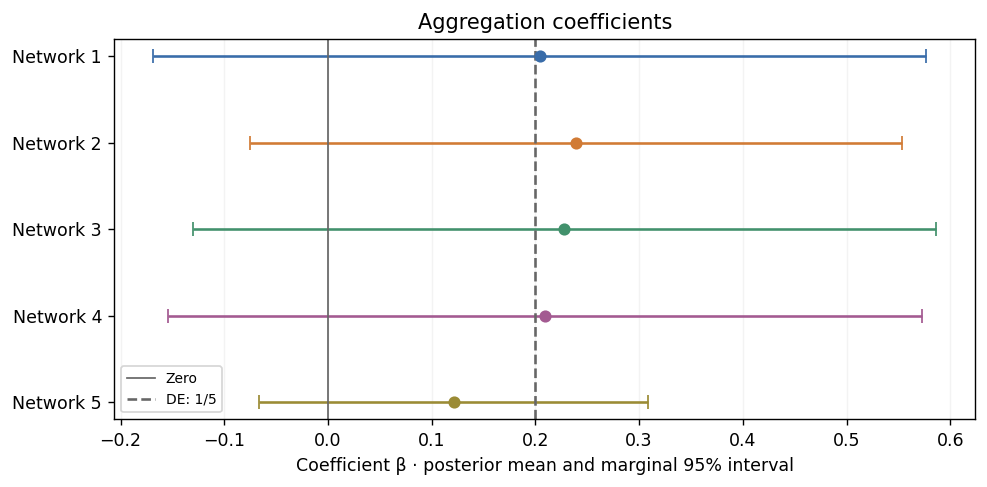 Aggregation coefficients
Network 1
Network 2
Network 3
Network 4
Network 5
Zero
DE: 1/5
−0.2 −0.1 0.0 0.1 0.2 0.3 0.4 0.5 0.6
Coefficient β · posterior mean and marginal 95% interval